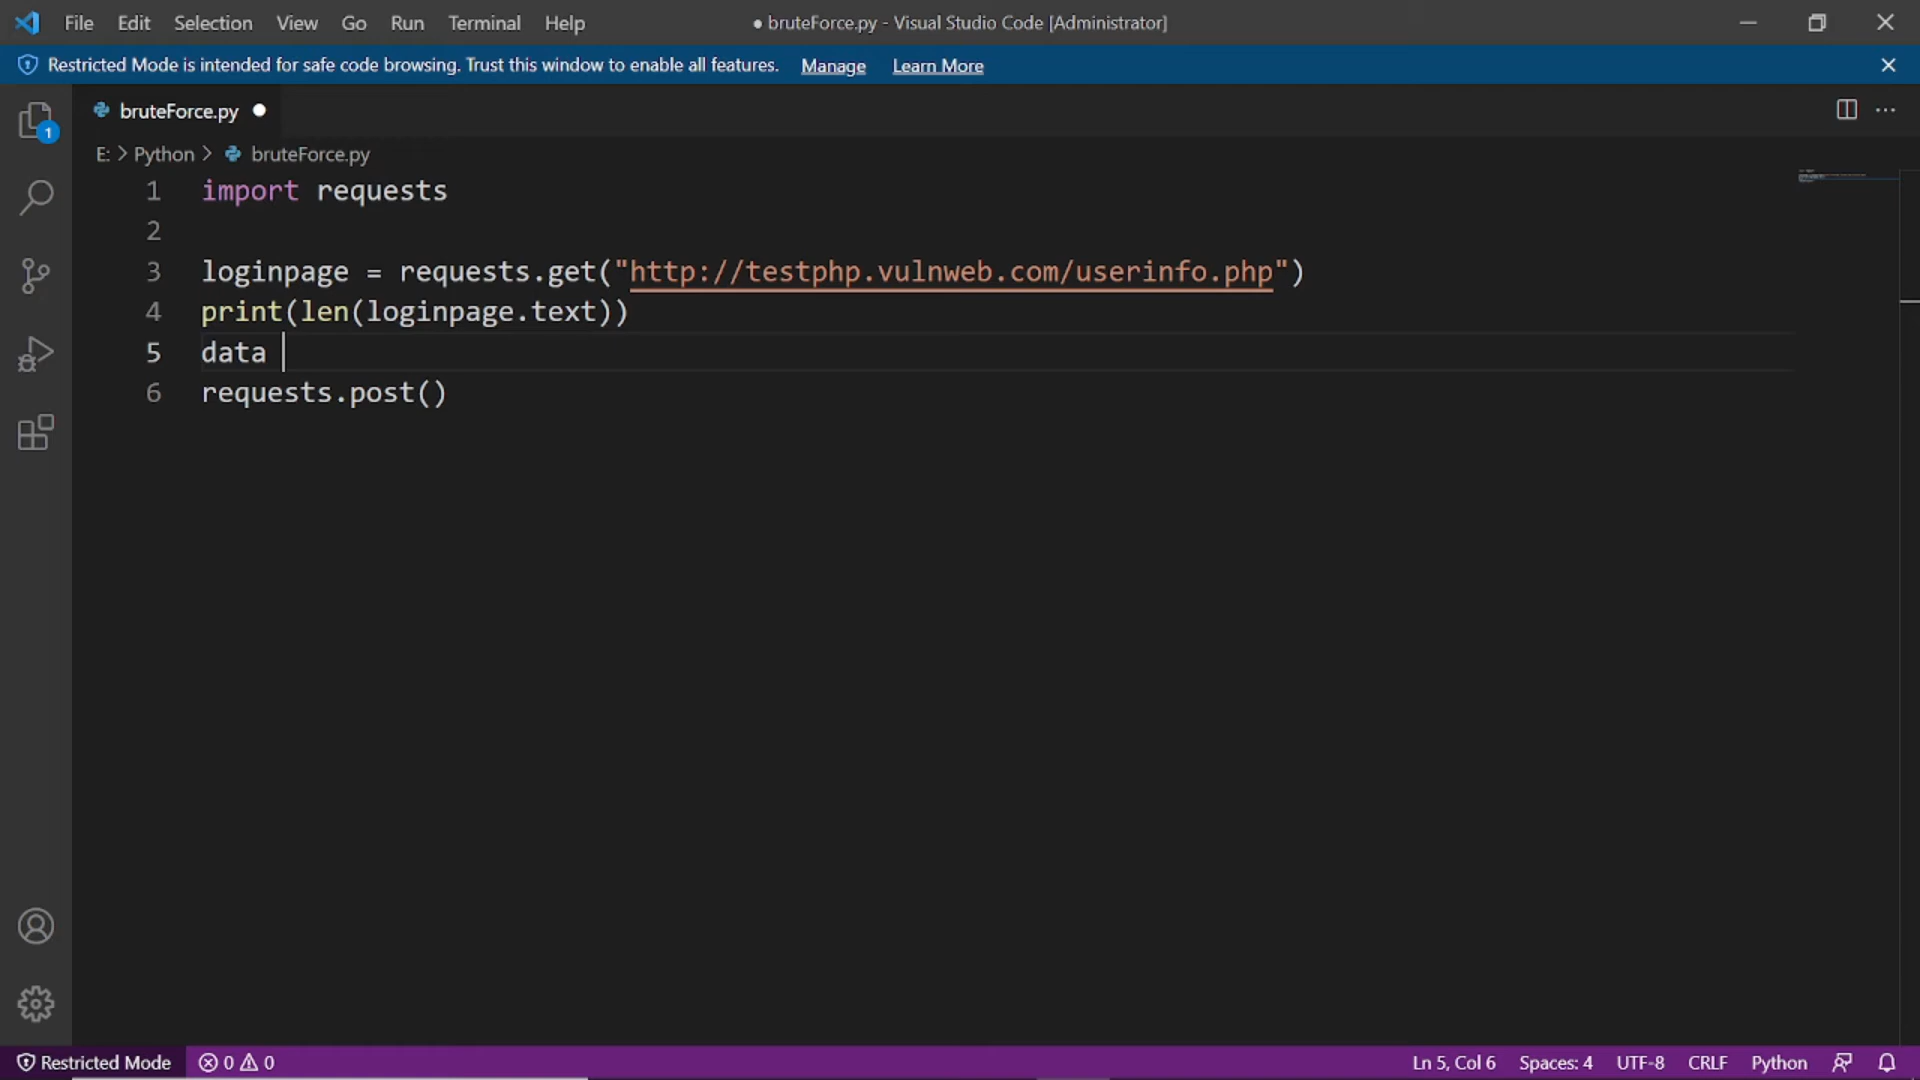 File Edit Selection View Go Run Terminal Help
● bruteForce.py - Visual Studio Code [Administrator]
Restricted Mode is intended for safe code browsing. Trust this window to enable all features. Manage Learn More
1
bruteForce.py ●
E: > Python > bruteForce.py
1 import requests
2
3 loginpage = requests.get("http://testphp.vulnweb.com/userinfo.php")
4 print(len(loginpage.text))
5 data
6 requests.post()
Restricted Mode 0 0 Ln 5, Col 6 Spaces: 4 UTF-8 CRLF Python